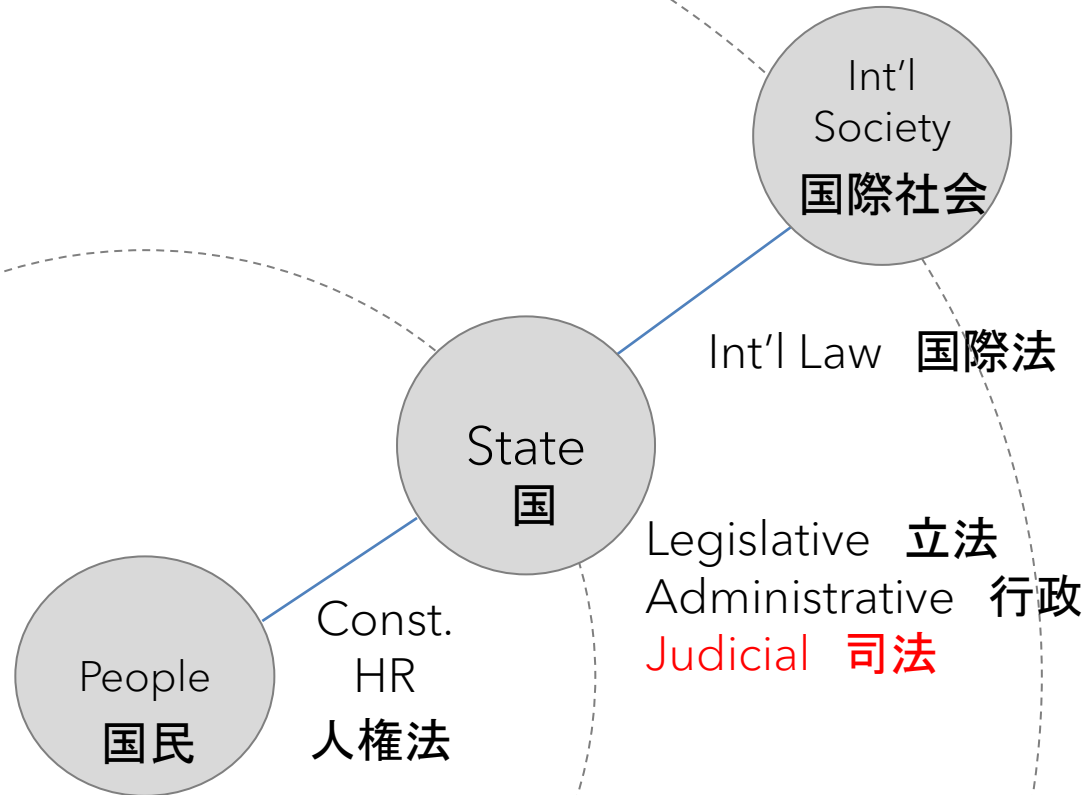 Int'l
Society
国際社会
Int'l Law 国際法
State
国
Legislative 立法
Administrative 行政
Judicial 司法
Const.
HR
人権法
People
国民